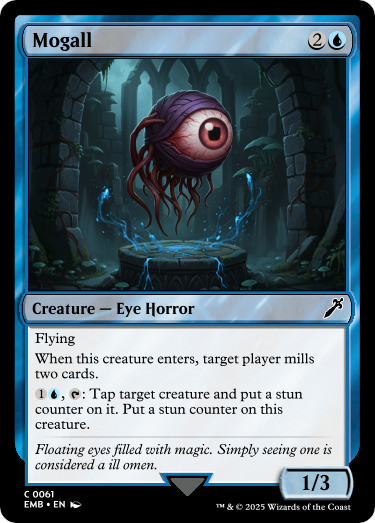 Mogall 2
Creature — Eye Horror
Flying
When this creature enters, target player mills
two cards.
1, : Tap target creature and put a stun
counter on it. Put a stun counter on this
creature.
Floating eyes filled with magic. Simply seeing one is
considered a ill omen.
1/3
C 0061
EMB • EN
™ & © 2025 Wizards of the Coast